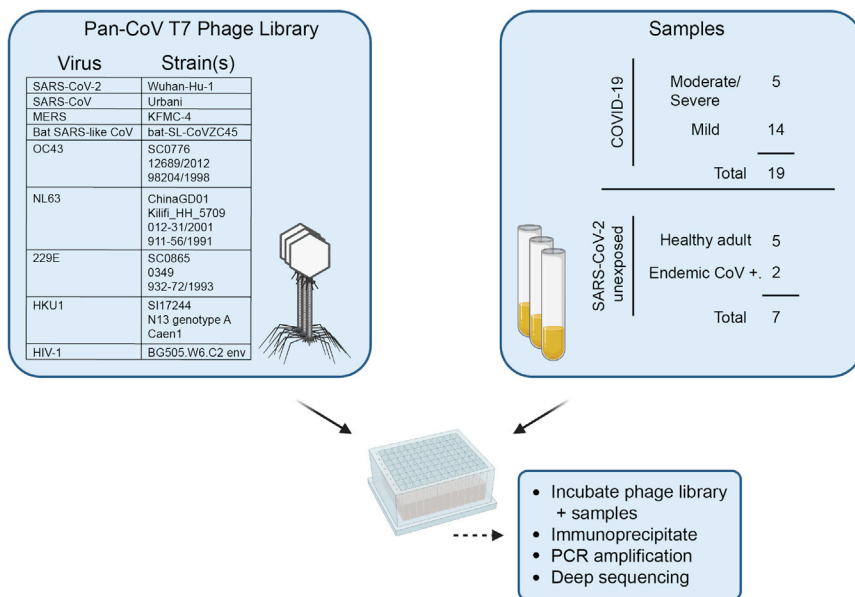 Pan-CoV T7 Phage Library
Virus Strain(s)
SARS-CoV-2 Wuhan-Hu-1
SARS-CoV Urbani
MERS KFMC-4
Bat SARS-like CoV bat-SL-CoVZC45
OC43 SC0776
12689/2012
98204/1998
NL63 ChinaGD01
Kilifi_HH_5709
012-31/2001
911-56/1991
229E SC0865
0349
932-72/1993
HKU1 SI17244
N13 genotype A
Caen1
HIV-1 BG505.W6.C2 env
Samples
COVID-19
Moderate/ 5
Severe
Mild 14
Total 19
SARS-CoV-2
unexposed
Healthy adult 5
Endemic CoV +. 2
Total 7
• Incubate phage library
+ samples
• Immunoprecipitate
• PCR amplification
• Deep sequencing